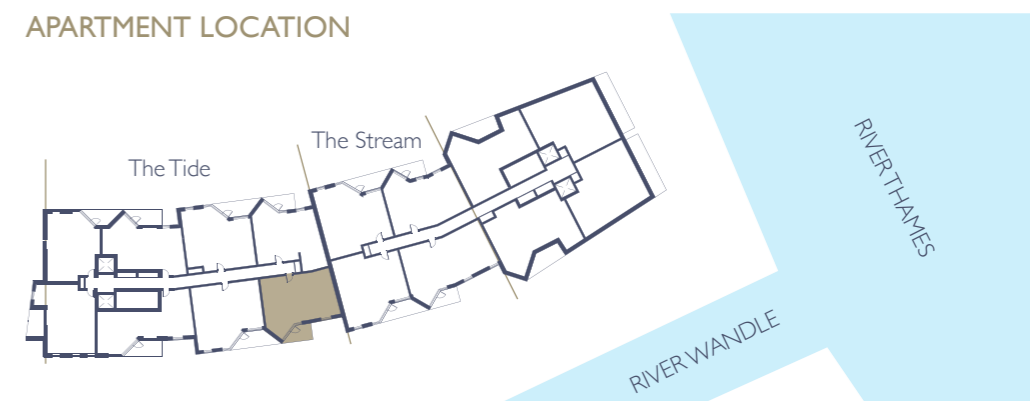 APARTMENT LOCATION
The Stream
The Tide
RIVER THAMES
RIVER WANDLE